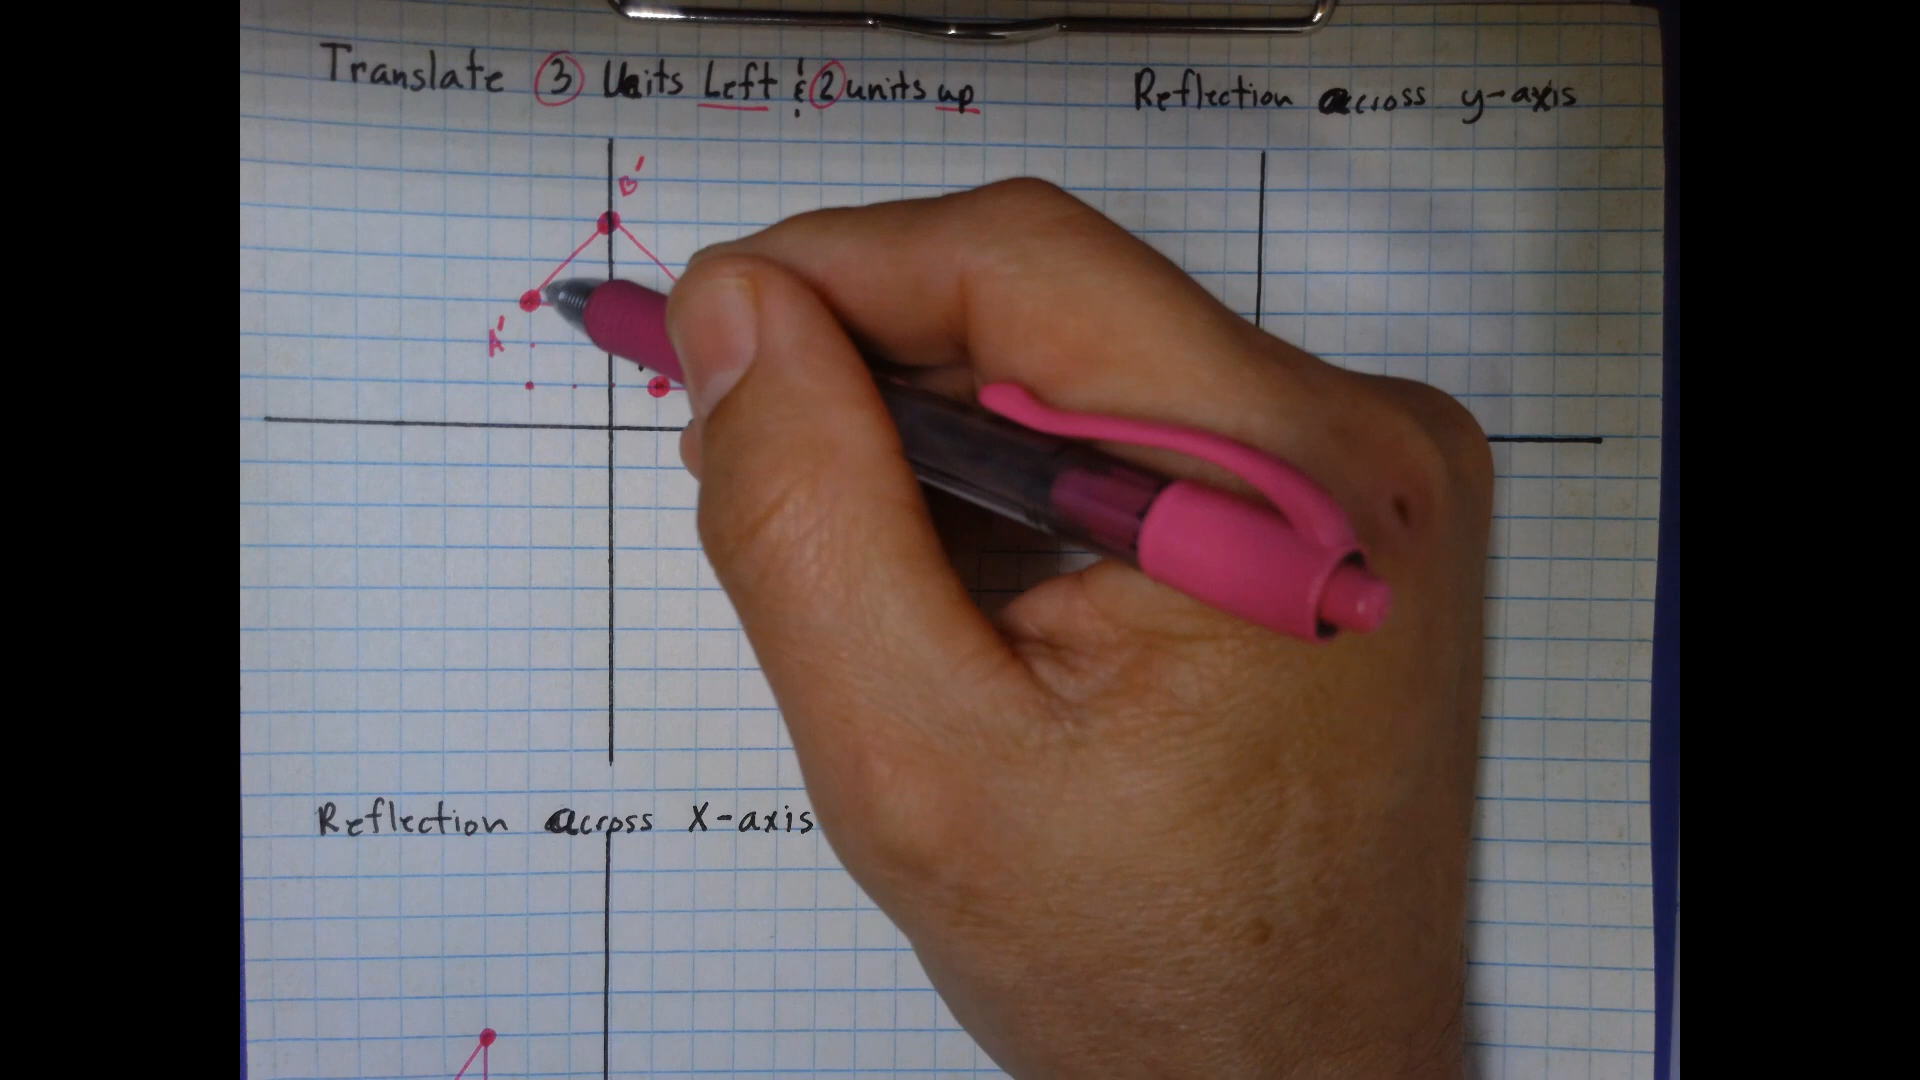 Translate 3 Units Left & 2 units up
Reflection across y-axis
B'
A'
Reflection across X-axis